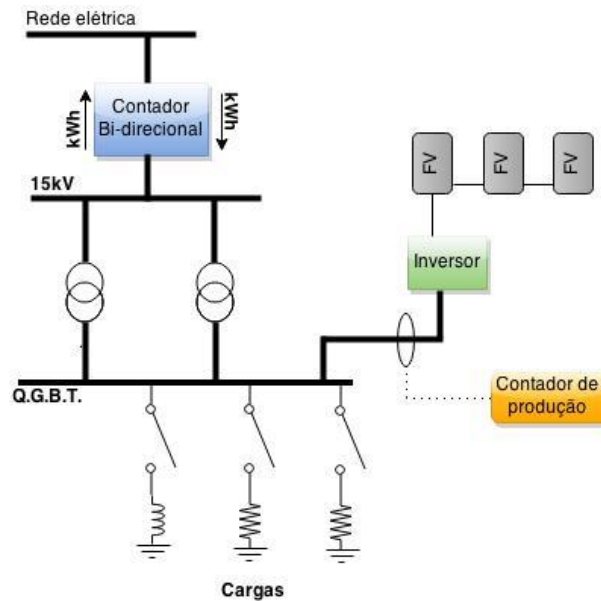 Rede elétrica
kWh
Contador
Bi-direcional
kWh
15kV
FV
FV
FV
Inversor
Q.G.B.T.
Contador de
produção
Cargas